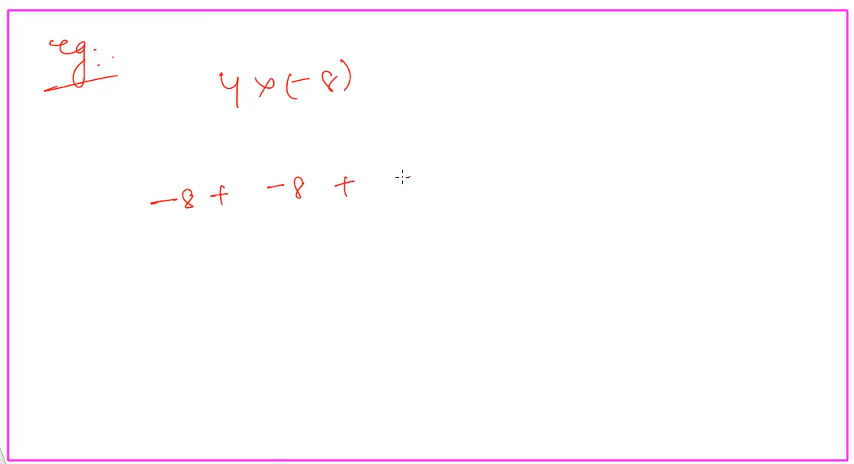 eg:-
4 × (-8)
-8 + -8 +